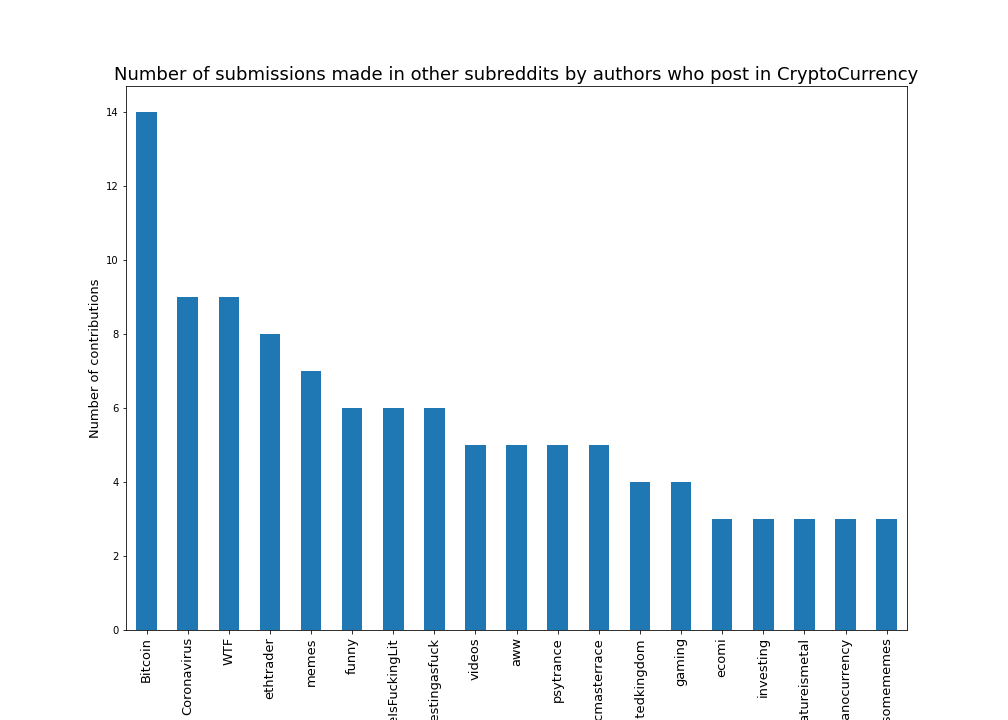 Number of submissions made in other subreddits by authors who post in CryptoCurrency
Number of contributions
14
12
10
8
6
4
2
0
Bitcoin
Coronavirus
WTF
ethtrader
memes
funny
elsFuckingLit
estingasfuck
videos
aww
psytrance
cmasterrace
tedkingdom
gaming
ecomi
investing
atureismetal
anocurrency
somememes